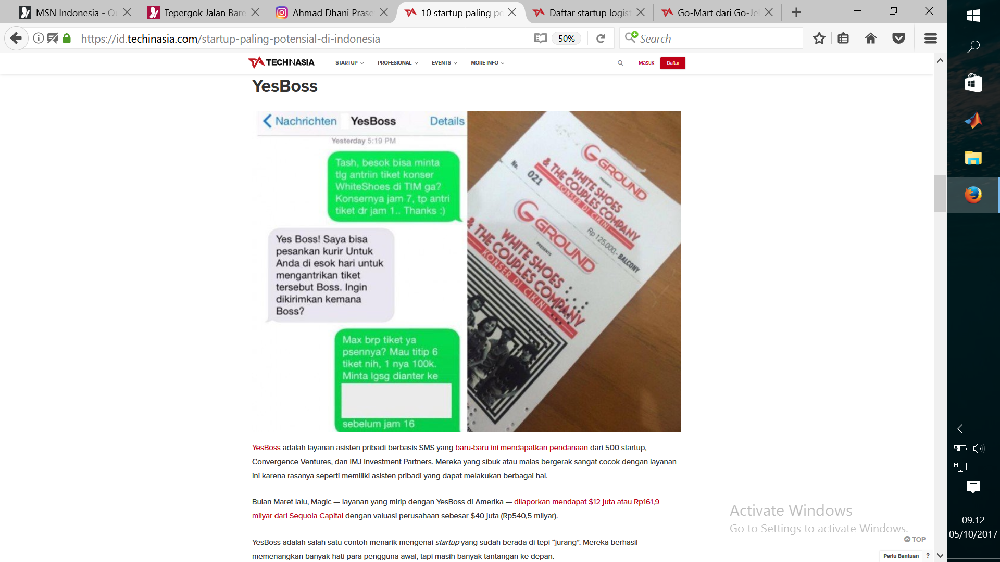 MSN Indonesia - Ou
Tepergok Jalan Bare
Ahmad Dhani Prase
10 startup paling po
Daftar startup logist
Go-Mart dari Go-Jek
https://id.techinasia.com/startup-paling-potensial-di-indonesia
50%
Search
TECHINASIA
STARTUP
PROFESIONAL
EVENTS
MORE INFO
Masuk
Daftar
YesBoss
Nachrichten
YesBoss
Details
Yesterday 5:19 PM
Tash, besok bisa minta
tlg antriin tiket konser
WhiteShoes di TIM ga?
Konsernya jam 7, tp antri
tiket dr jam 1.. Thanks :)
Yes Boss! Saya bisa
pesankan kurir Untuk
Anda di esok hari untuk
mengantrikan tiket
tersebut Boss. Ingin
dikirimkan kemana
Boss?
Max brp tiket ya
psennya? Mau titip 6
tiket nih, 1 nya 100k.
Minta lgsg dianter ke
sebelum jam 16
No.
021
GROUND
PRESENTS
WHITE SHOES
& THE COUPLES COMPANY
KONSER DI CIKINI
Rp 125.000,- BALCONY
GROUND
PRESENTS
WHITE SHOES
& THE COUPLES COMPANY
KONSER DI CIKINI
YesBoss adalah layanan asisten pribadi berbasis SMS yang baru-baru ini mendapatkan pendanaan dari 500 startup,
Convergence Ventures, dan IMJ Investment Partners. Mereka yang sibuk atau malas bergerak sangat cocok dengan layanan
ini karena rasanya seperti memiliki asisten pribadi yang dapat melakukan berbagai hal.
Bulan Maret lalu, Magic — layanan yang mirip dengan YesBoss di Amerika — dilaporkan mendapat $12 juta atau Rp161,9
milyar dari Sequoia Capital dengan valuasi perusahaan sebesar $40 juta (Rp540,5 milyar).
YesBoss adalah salah satu contoh menarik mengenai startup yang sudah berada di tepi “jurang”. Mereka berhasil
memenangkan banyak hati para pengguna awal, tapi masih banyak tantangan ke depan.
Activate Windows
Go to Settings to activate Windows.
TOP
Perlu Bantuan ?
09.12
05/10/2017